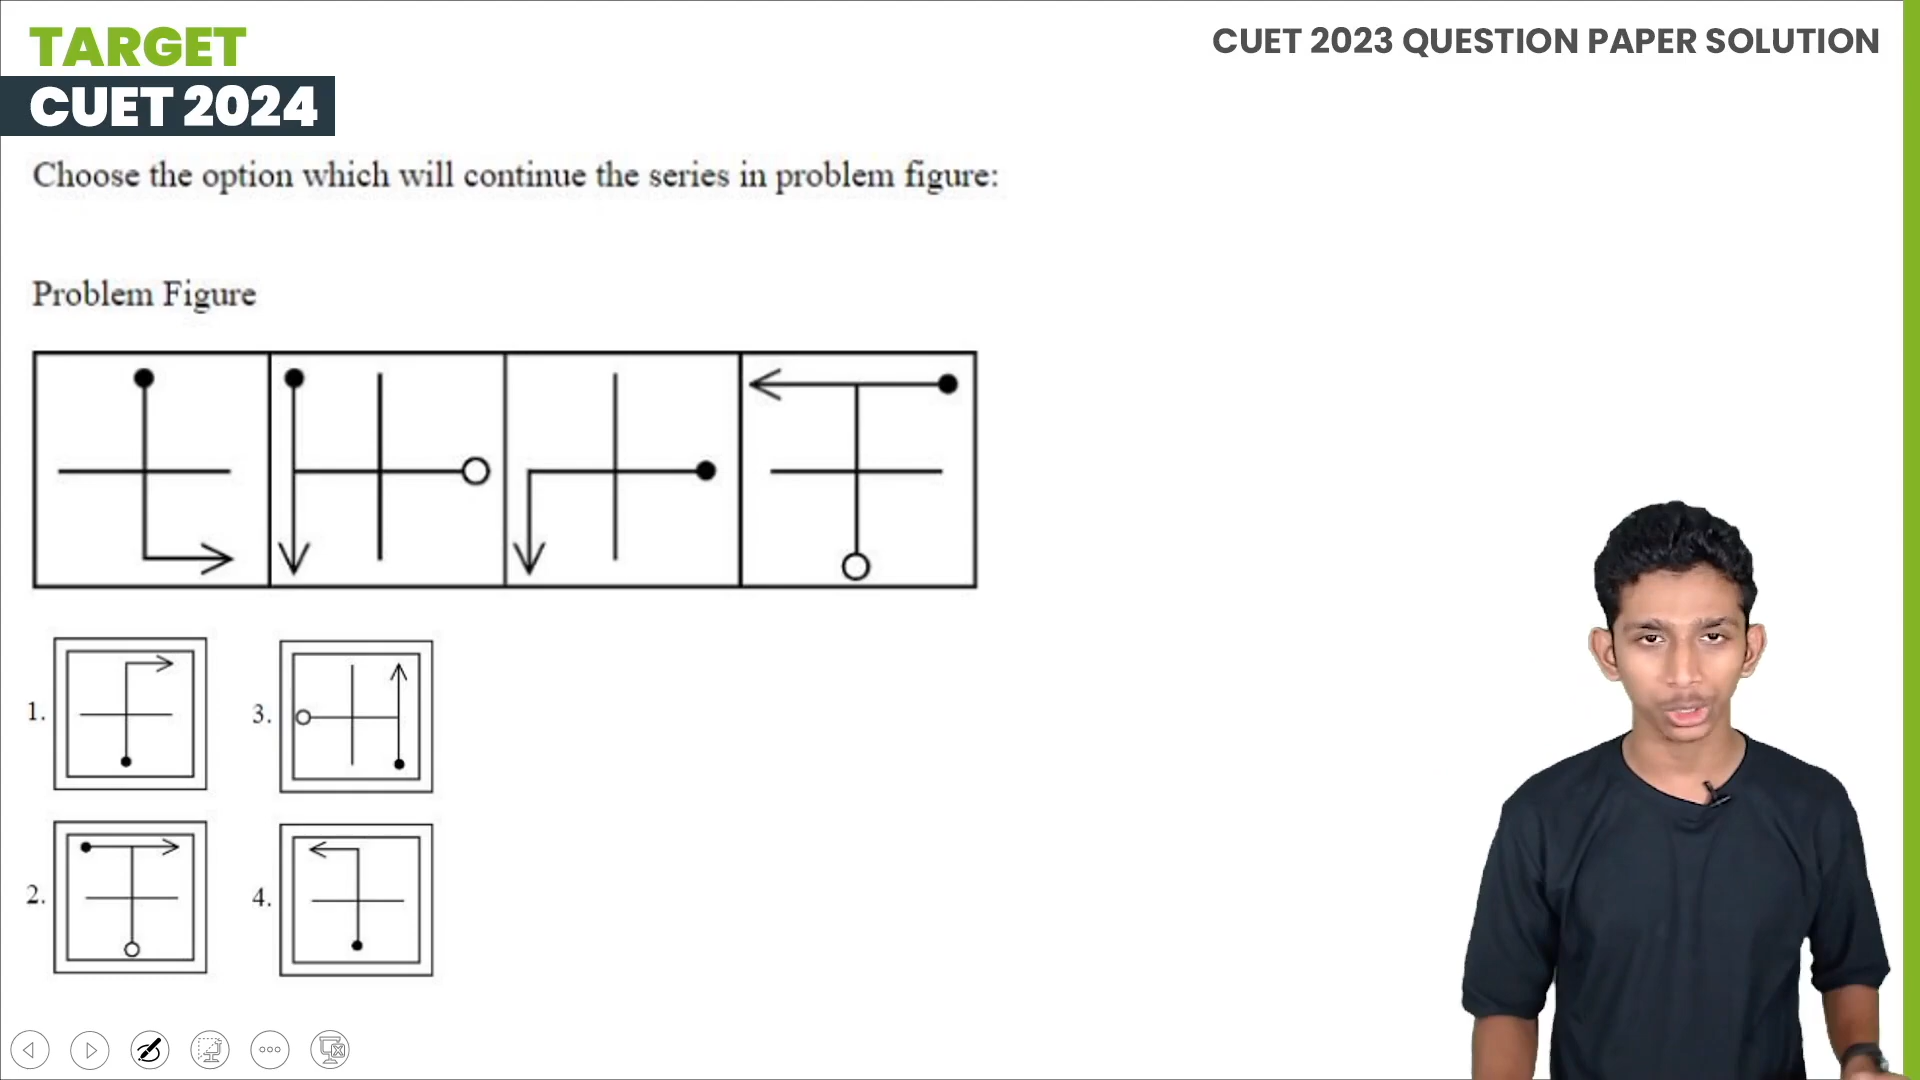 TARGET
CUET 2024
CUET 2023 QUESTION PAPER SOLUTION
Choose the option which will continue the series in problem figure:
Problem Figure
1.
3.
2.
4.